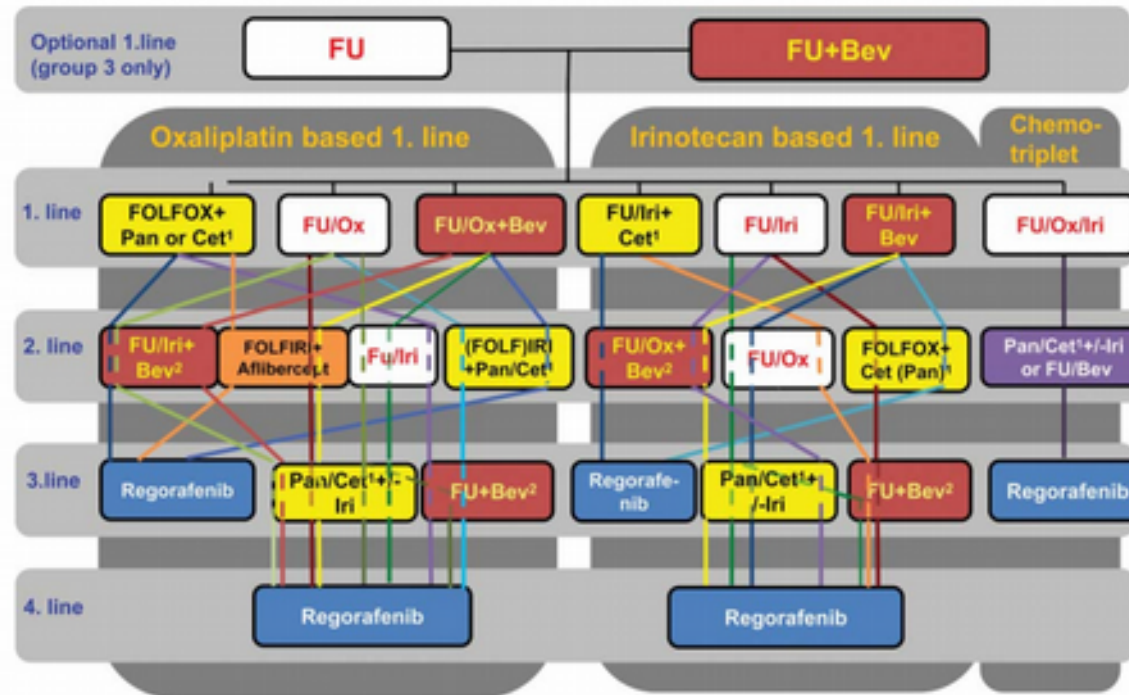 Optional 1.line
(group 3 only)
FU
FU+Bev
Oxaliplatin based 1. line
Irinotecan based 1. line
Chemo-
triplet
1. line
FOLFOX+
Pan or Cet¹
FU/Ox
FU/Ox+Bev
FU/Iri+
Cet¹
FU/Iri
FU/Iri+
Bev
FU/Ox/Iri
2. line
FU/Iri+
Bev²
FOLFIRI+
Aflibercept
Fu/Iri
(FOLF)IRI
+Pan/Cet¹
FU/Ox+
Bev²
FU/Ox
FOLFOX+
Cet (Pan)¹
Pan/Cet¹+/-Iri
or FU/Bev
3.line
Regorafenib
Pan/Cet¹+/-
Iri
FU+Bev²
Regorafe-
nib
Pan/Cet¹+
/-Iri
FU+Bev²
Regorafenib
4. line
Regorafenib
Regorafenib